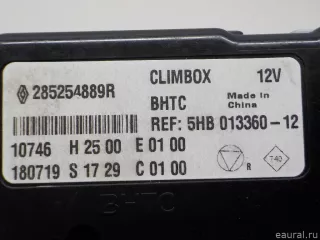 285254889R CLIMBOX 12V
BHTC Made in China
REF: 5HB 013360-12
10746 H 25 00 E 01 00
180719 S 17 29 C 01 00
R T40
BHTC
© eaural.ru